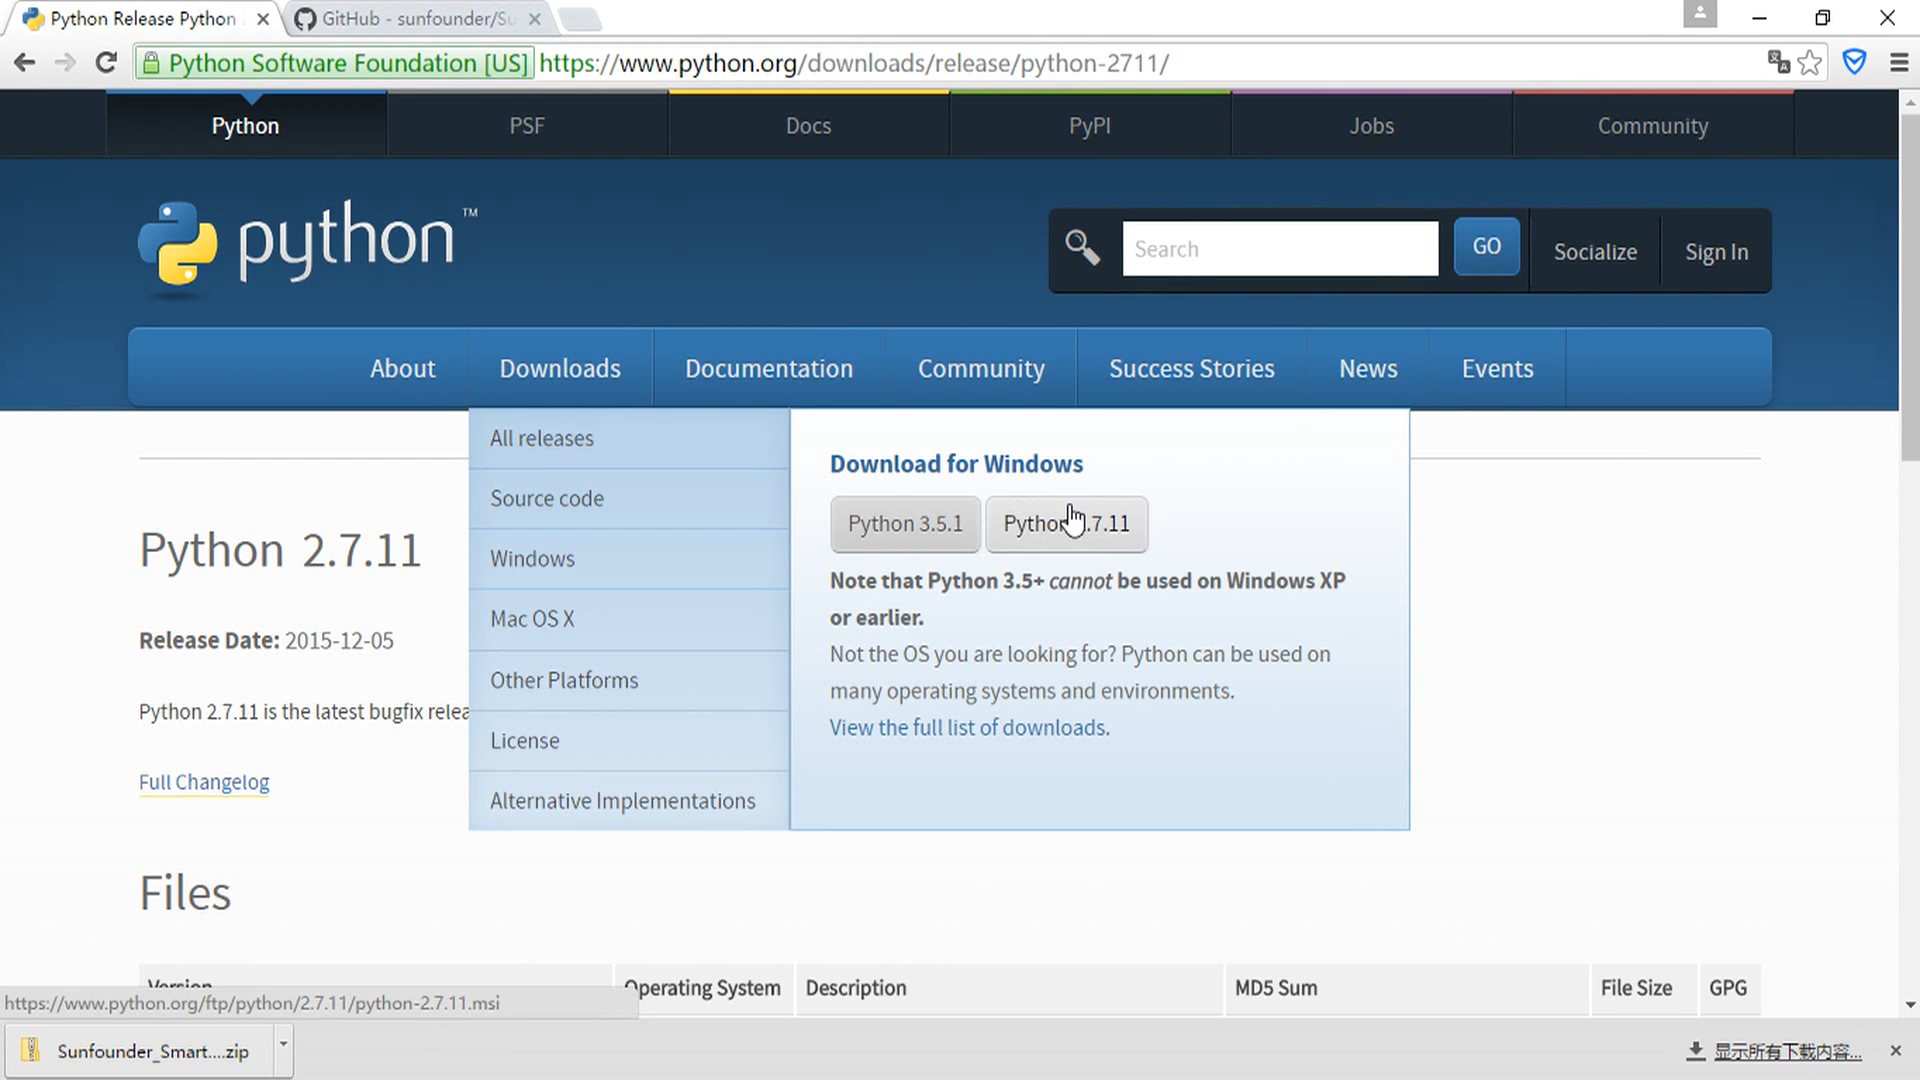 Python Release Python
GitHub - sunfounder/Su
Python Software Foundation [US] https://www.python.org/downloads/release/python-2711/
Python PSF Docs PyPI Jobs Community
python™
Search GO Socialize Sign In
About Downloads Documentation Community Success Stories News Events
All releases
Source code
Windows
Mac OS X
Other Platforms
License
Alternative Implementations
Download for Windows
Python 3.5.1 Python .7.11
Note that Python 3.5+ cannot be used on Windows XP
or earlier.
Not the OS you are looking for? Python can be used on
many operating systems and environments.
View the full list of downloads.
Python 2.7.11
Release Date: 2015-12-05
Python 2.7.11 is the latest bugfix relea
Full Changelog
Files
Version Operating System Description MD5 Sum File Size GPG
https://www.python.org/ftp/python/2.7.11/python-2.7.11.msi
Sunfounder_Smart....zip
显示所有下载内容...